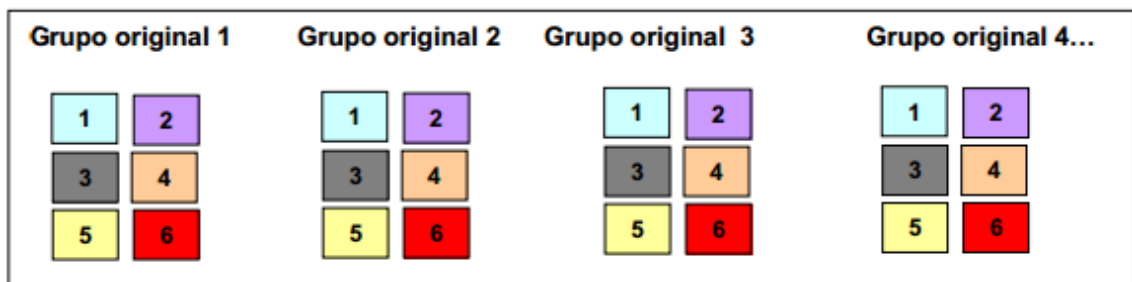 Grupo original 1 Grupo original 2 Grupo original 3 Grupo original 4…
1 2 1 2 1 2 1 2
3 4 3 4 3 4 3 4
5 6 5 6 5 6 5 6